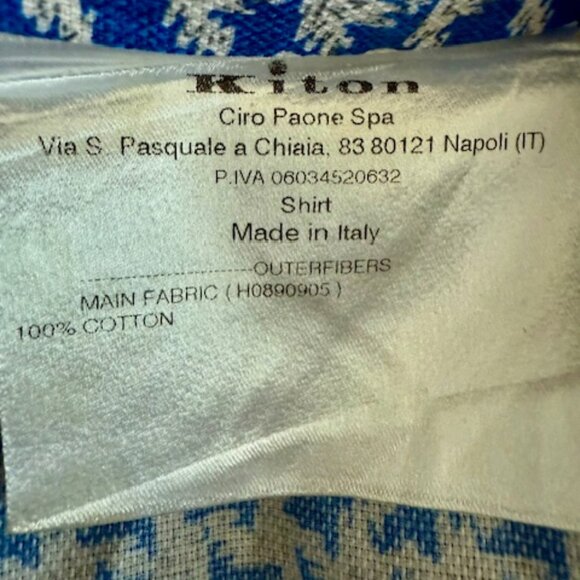 Kiton
Ciro Paone Spa
Via S. Pasquale a Chiaia, 83 80121 Napoli (IT)
P.IVA 06034520632
Shirt
Made in Italy
--------------------------OUTERFIBERS
MAIN FABRIC ( H0890905 )
100% COTTON